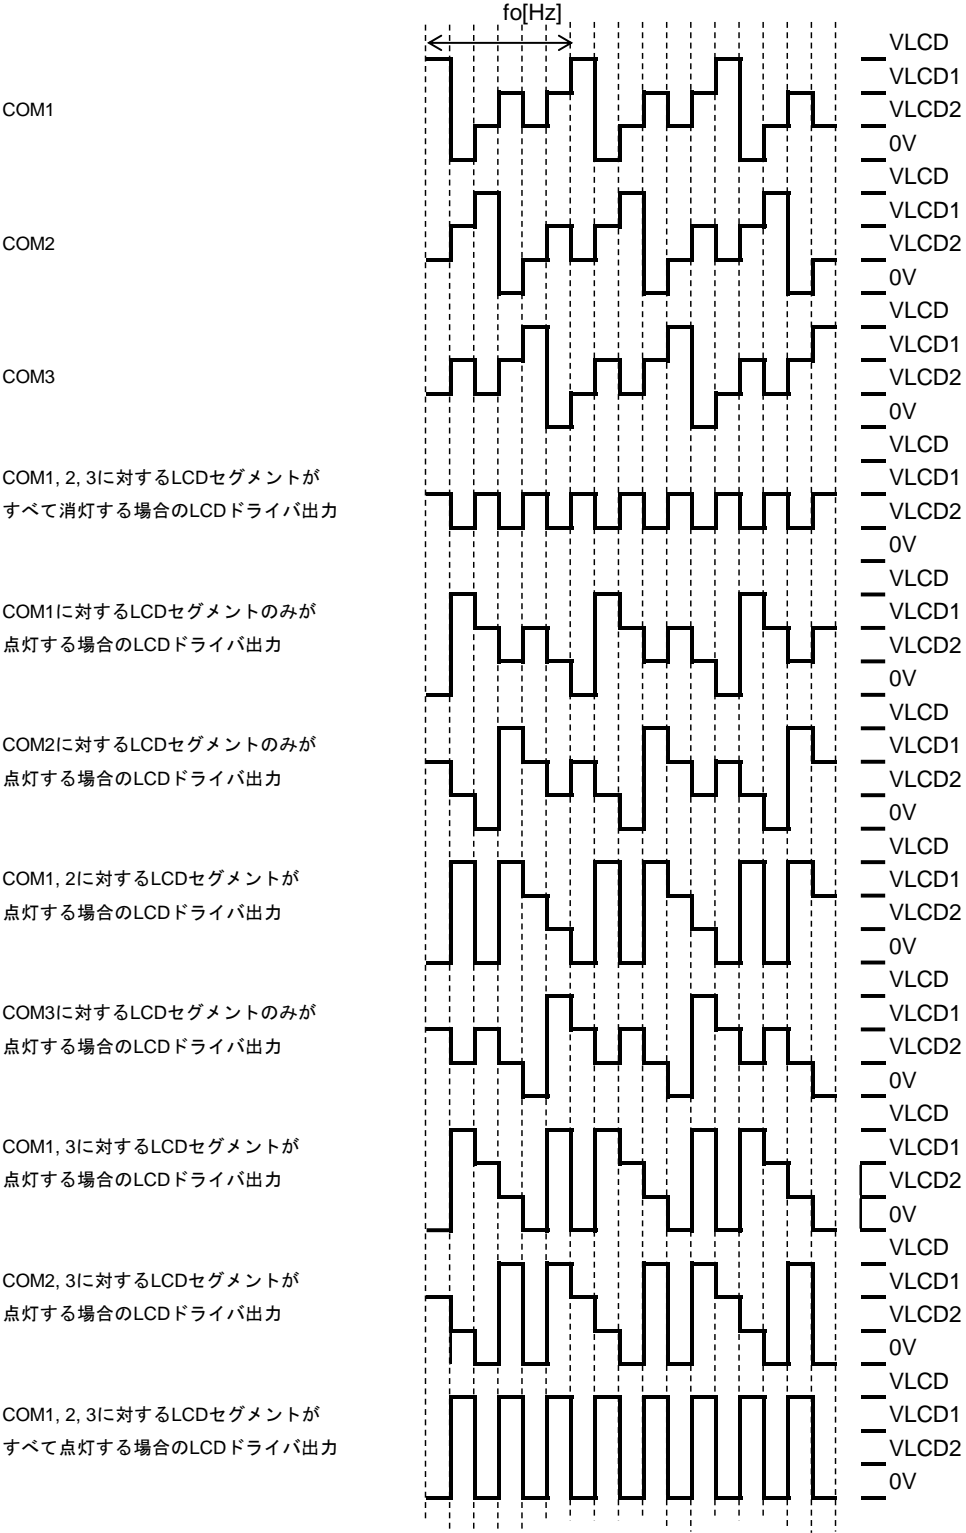 fo[Hz]
VLCD
VLCD1
COM1
VLCD2
0V
VLCD
VLCD1
COM2
VLCD2
0V
VLCD
VLCD1
COM3
VLCD2
0V
VLCD
COM1, 2, 3に対するLCDセグメントが
VLCD1
すべて消灯する場合のLCDドライバ出力
VLCD2
0V
VLCD
COM1に対するLCDセグメントのみが
VLCD1
点灯する場合のLCDドライバ出力
VLCD2
0V
VLCD
COM2に対するLCDセグメントのみが
VLCD1
点灯する場合のLCDドライバ出力
VLCD2
0V
VLCD
COM1, 2に対するLCDセグメントが
VLCD1
点灯する場合のLCDドライバ出力
VLCD2
0V
VLCD
COM3に対するLCDセグメントのみが
VLCD1
点灯する場合のLCDドライバ出力
VLCD2
0V
VLCD
COM1, 3に対するLCDセグメントが
VLCD1
点灯する場合のLCDドライバ出力
VLCD2
0V
VLCD
COM2, 3に対するLCDセグメントが
VLCD1
点灯する場合のLCDドライバ出力
VLCD2
0V
VLCD
COM1, 2, 3に対するLCDセグメントが
VLCD1
すべて点灯する場合のLCDドライバ出力
VLCD2
0V